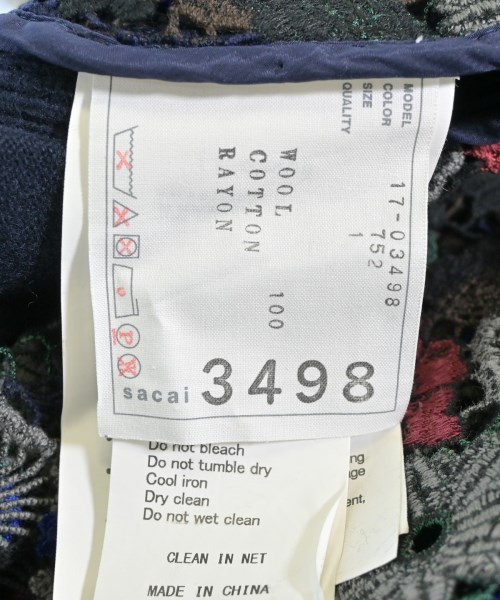 MODEL 17-03498
COLOR 752
SIZE 1
QUALITY
WOOL 100
COTTON
RAYON
sacai 3498
Do not bleach
Do not tumble dry
Cool iron
Dry clean
Do not wet clean
CLEAN IN NET
MADE IN CHINA